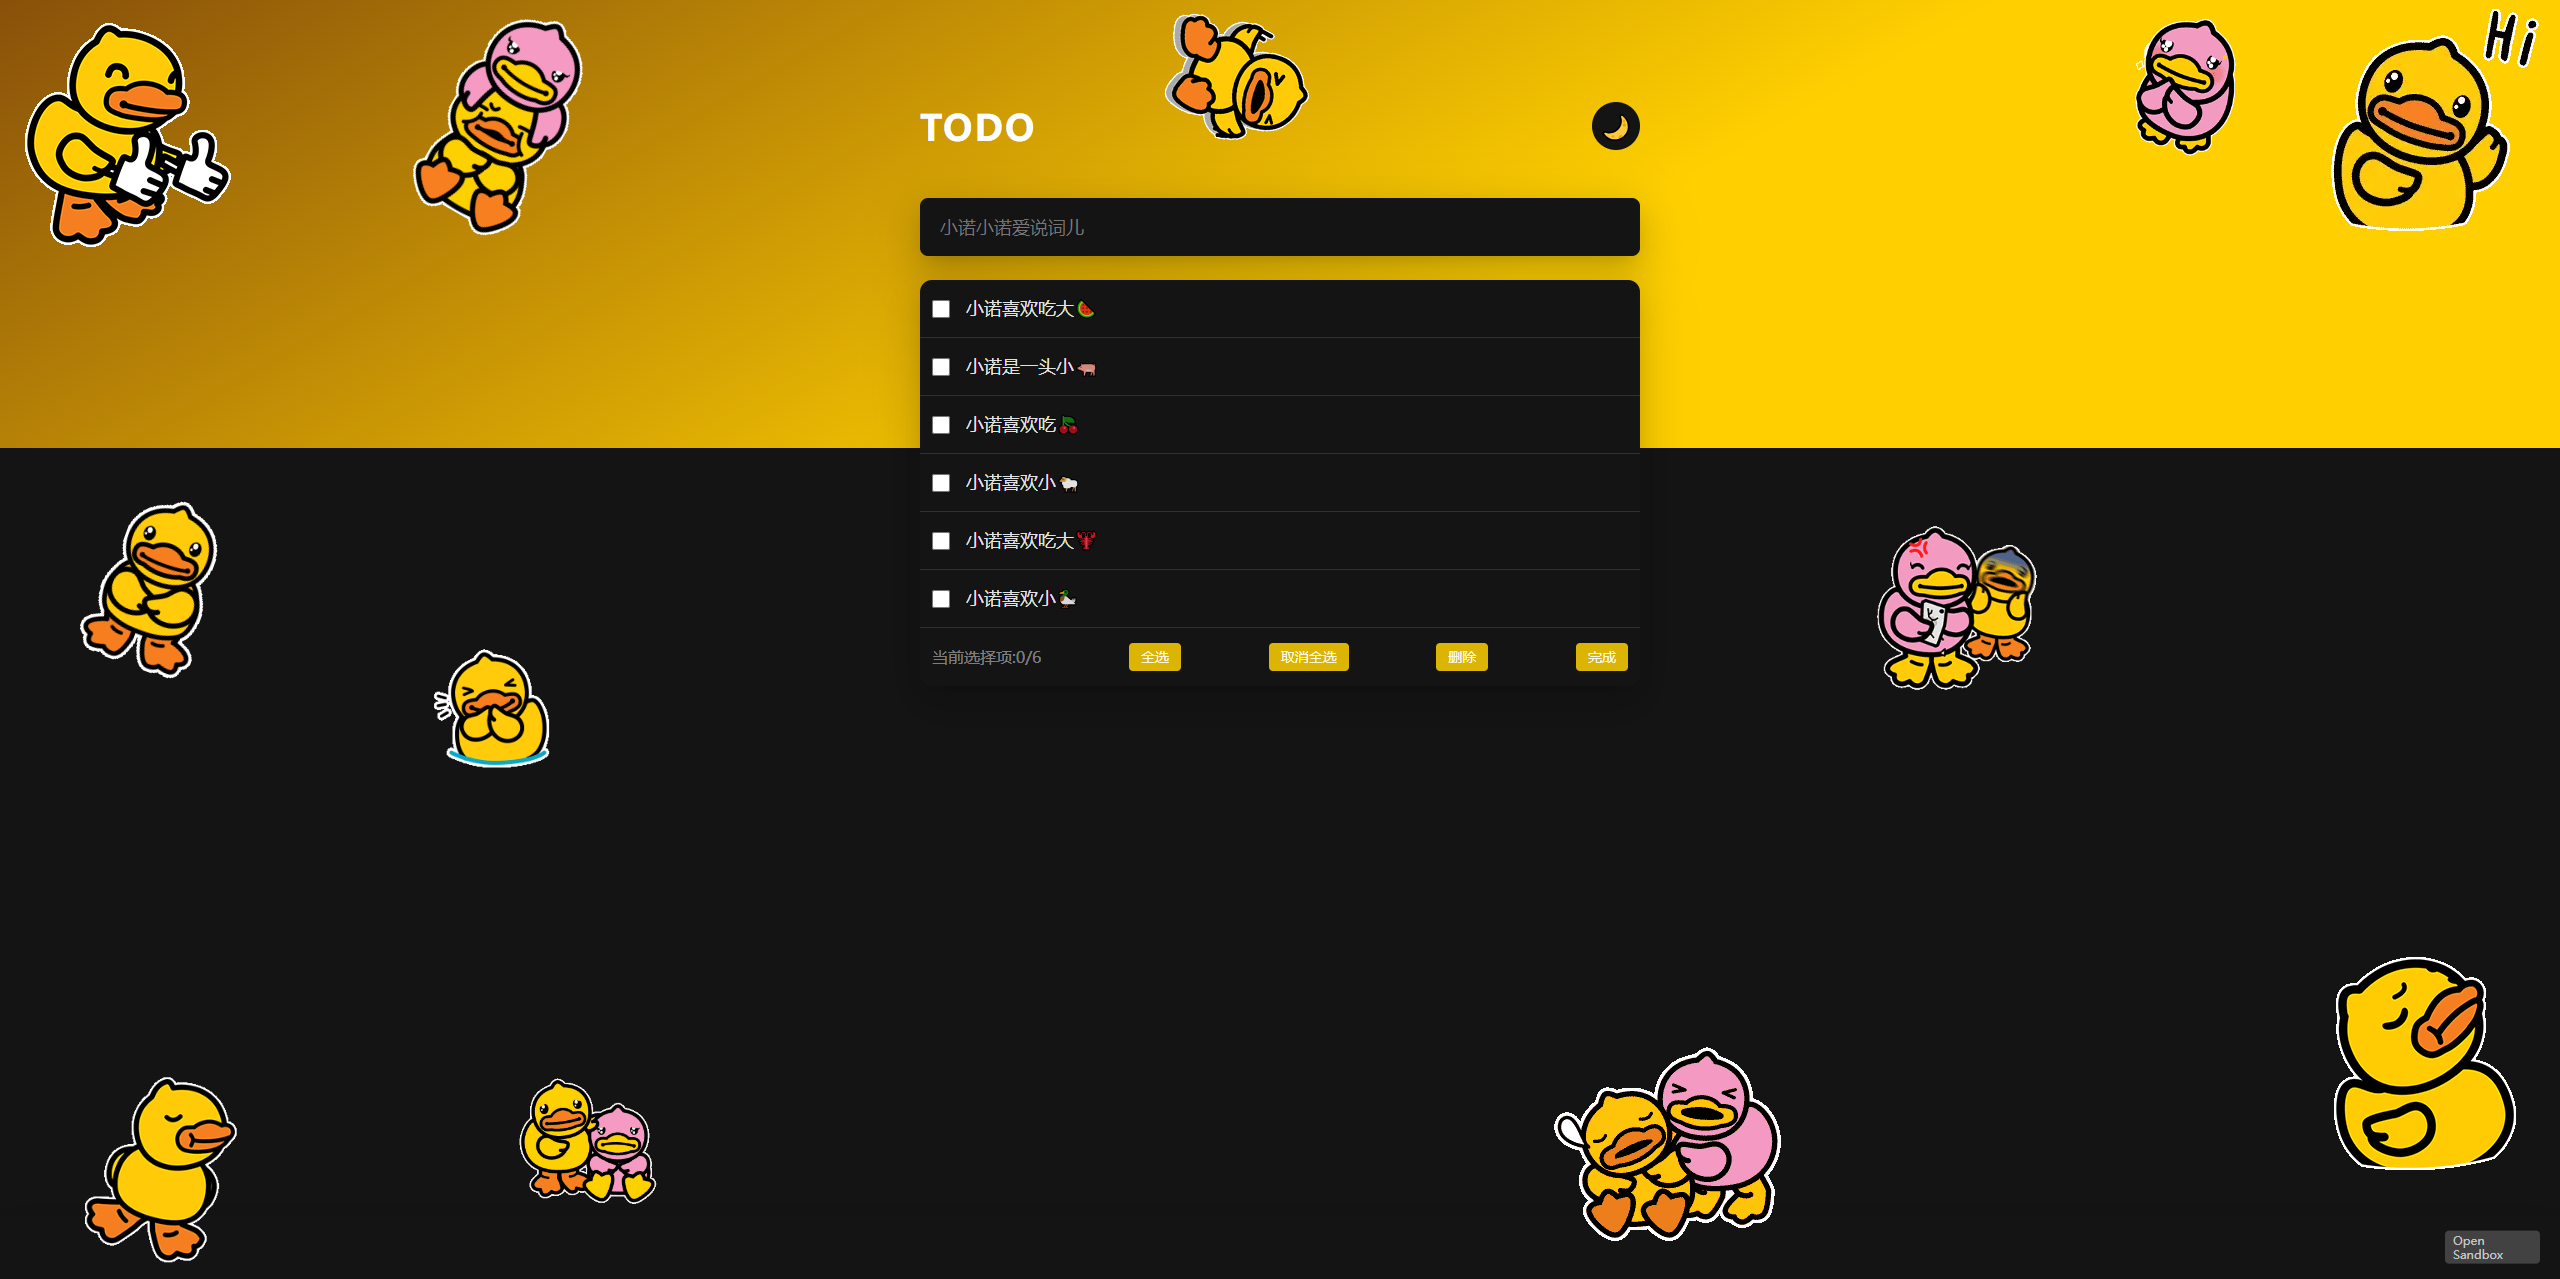 Hi
TODO
小诺小诺爱说词儿
小诺喜欢吃大🍉
小诺是一头小🐖
小诺喜欢吃🍒
小诺喜欢小🐑
小诺喜欢吃大🦞
小诺喜欢小🦆
当前选择项:0/6 全选 取消全选 删除 完成
Open
Sandbox